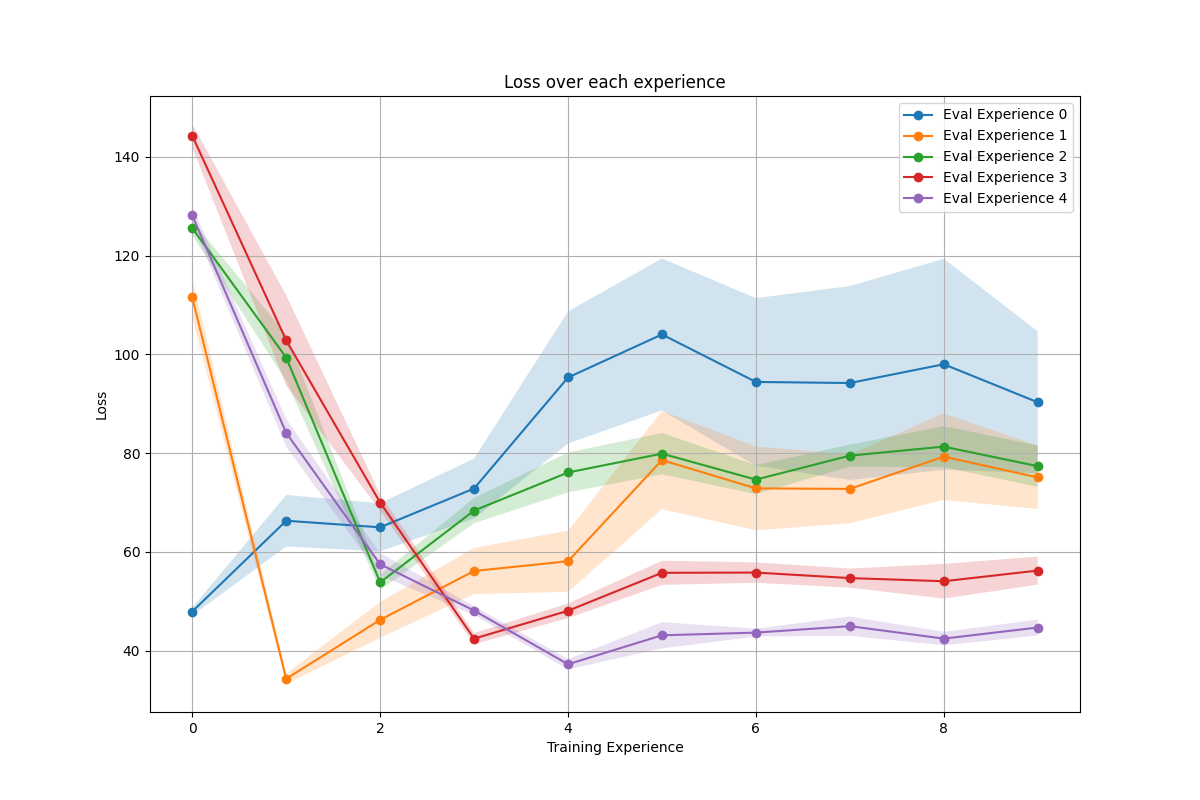 Loss over each experience
Eval Experience 0
Eval Experience 1
Eval Experience 2
Eval Experience 3
Eval Experience 4
140
120
100
80
60
40
Loss
0 2 4 6 8
Training Experience